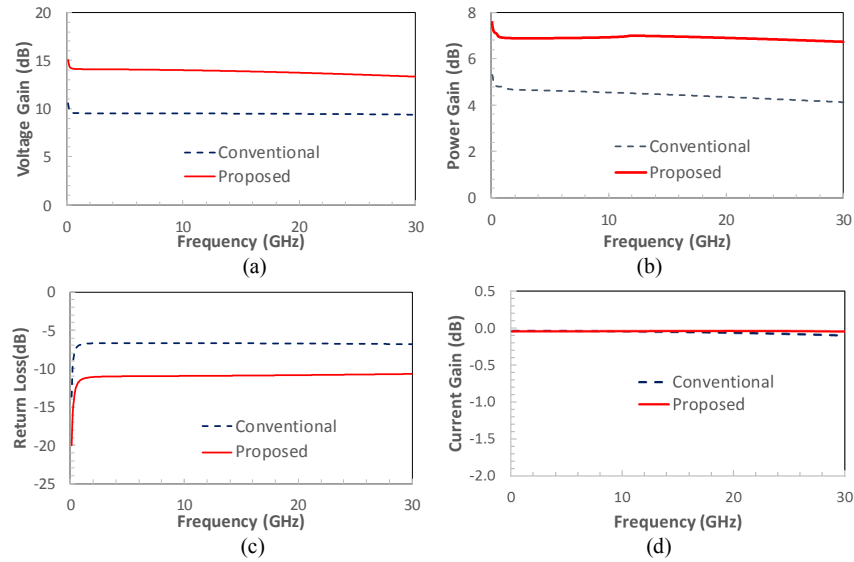 20
15
10
5
0
Voltage Gain (dB)
Conventional
Proposed
0
10
20
30
Frequency (GHz)
(a)
8
6
4
2
0
Power Gain (dB)
Conventional
Proposed
0
10
20
30
Frequency (GHz)
(b)
0
-5
-10
-15
-20
-25
Return Loss(dB)
Conventional
Proposed
0
10
20
30
Frequency (GHz)
(c)
0.5
0.0
-0.5
-1.0
-1.5
-2.0
Current Gain (dB)
Conventional
Proposed
0
10
20
30
Frequency (GHz)
(d)